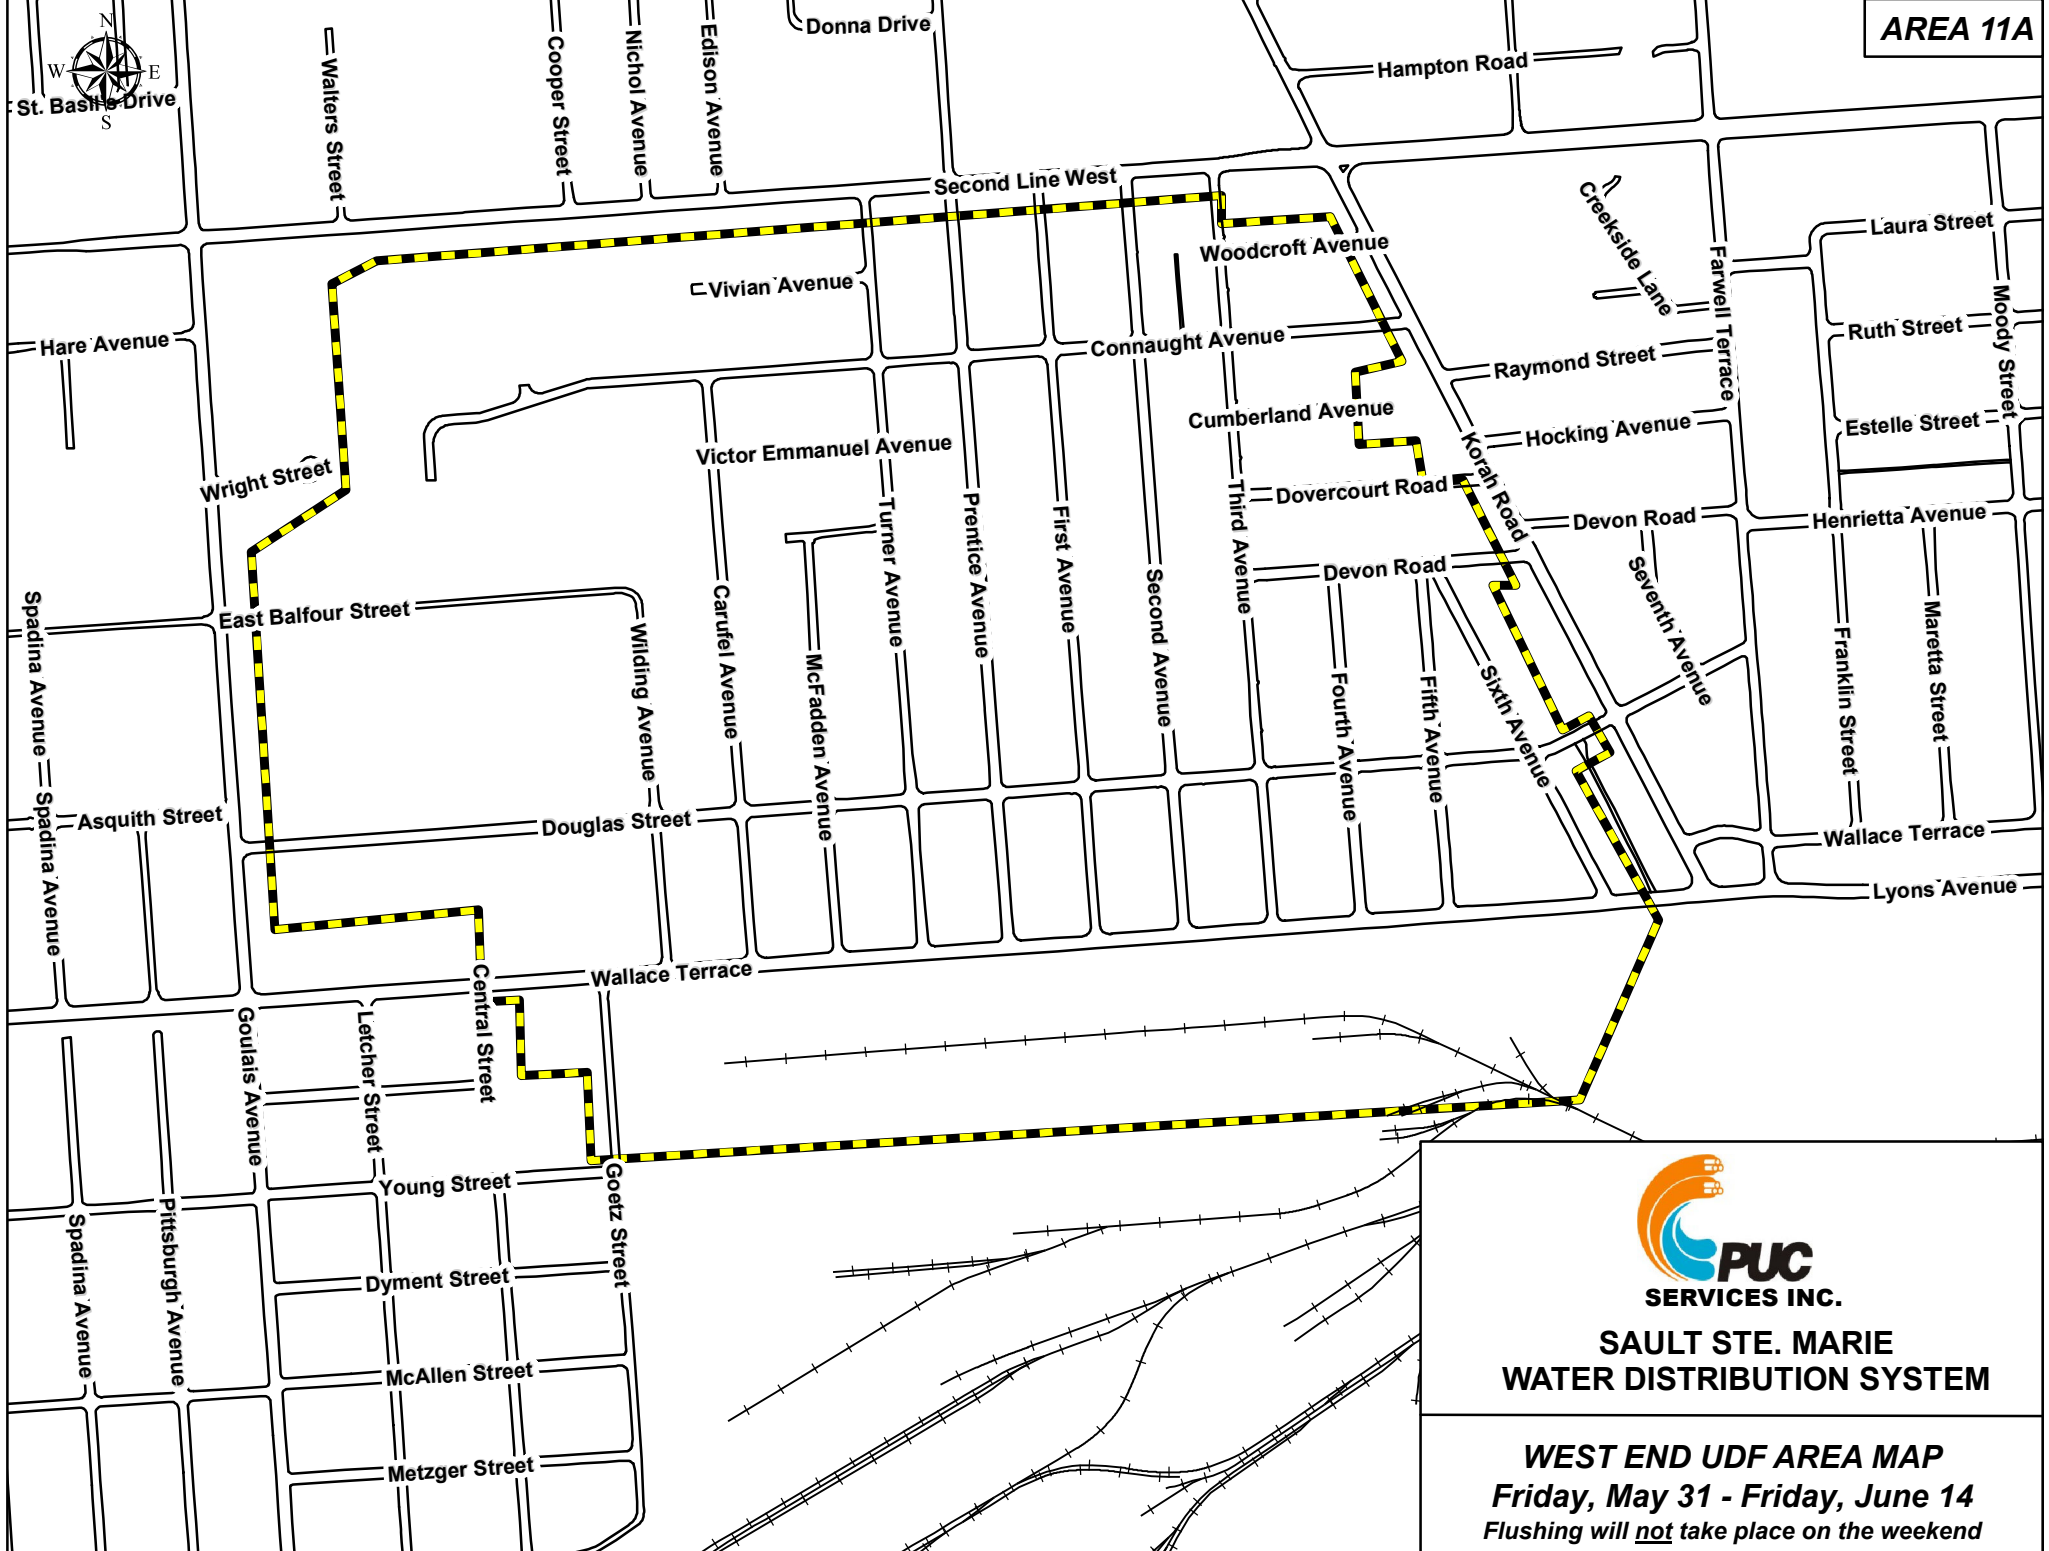 AREA 11A
N
W E
S
St. Basil's Drive
Walters Street
Cooper Street
Nichol Avenue
Edison Avenue
Donna Drive
Hampton Road
Second Line West
Creekside Lane
Laura Street
Woodcroft Avenue
Farwell Terrace
Moody Street
Vivian Avenue
Hare Avenue
Connaught Avenue
Ruth Street
Raymond Street
Cumberland Avenue
Estelle Street
Hocking Avenue
Korah Road
Victor Emmanuel Avenue
Wright Street
Dovercourt Road
Devon Road
Henrietta Avenue
Turner Avenue
Prentice Avenue
First Avenue
Second Avenue
Third Avenue
Devon Road
Seventh Avenue
East Balfour Street
Spadina Avenue
Wilding Avenue
Carufel Avenue
McFadden Avenue
Fourth Avenue
Fifth Avenue
Sixth Avenue
Franklin Street
Maretta Street
Spadina Avenue
Asquith Street
Douglas Street
Wallace Terrace
Lyons Avenue
Wallace Terrace
Central Street
Goulais Avenue
Letcher Street
Young Street
Goetz Street
Pittsburgh Avenue
Spadina Avenue
Dyment Street
McAllen Street
Metzger Street
PUC
SERVICES INC.
SAULT STE. MARIE
WATER DISTRIBUTION SYSTEM
WEST END UDF AREA MAP
Friday, May 31 - Friday, June 14
Flushing will not take place on the weekend